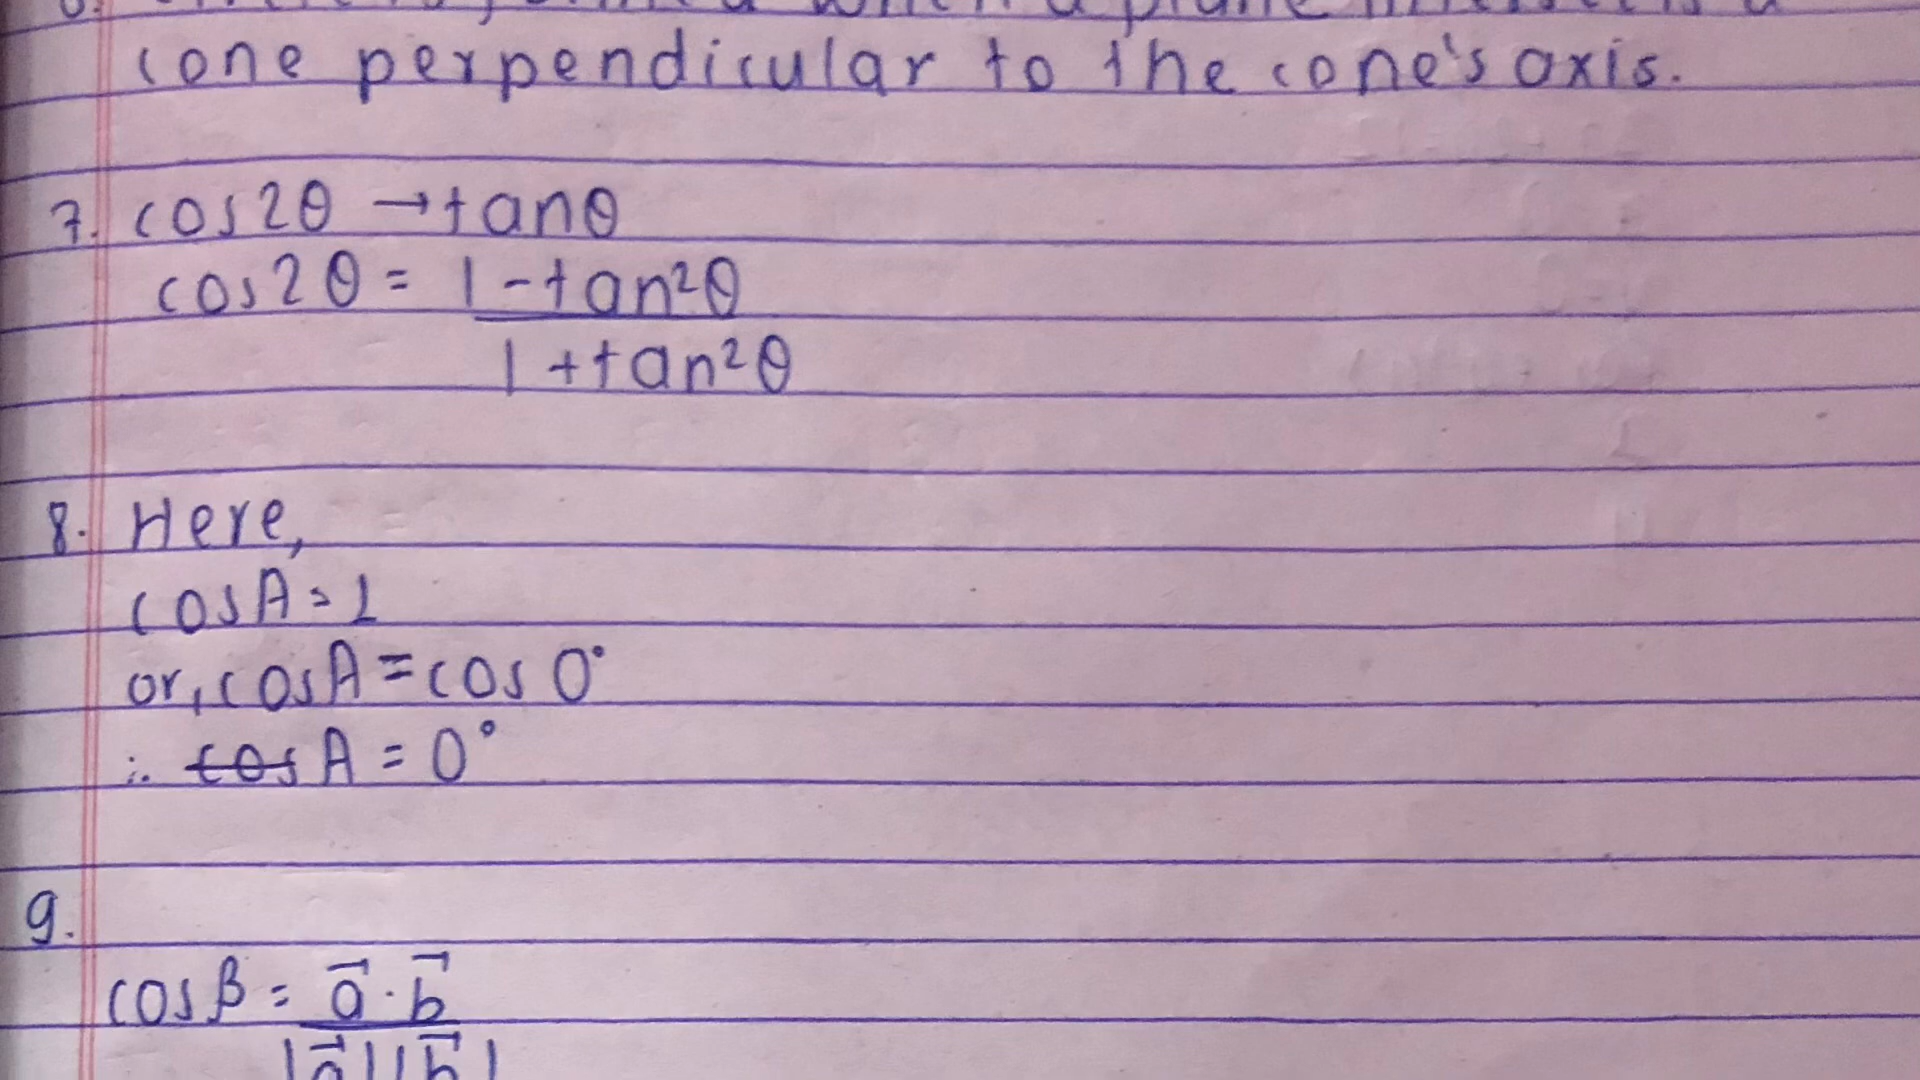 cone perpendicular to the cone's axis.
7. cos2θ → tanθ
cos2θ = 1 - tan²θ
1 + tan²θ
8. Here,
cosA = 1
or, cosA = cos 0°
∴ cos A = 0°
9.
cosβ = a⃗ · b⃗
|a⃗||b⃗|